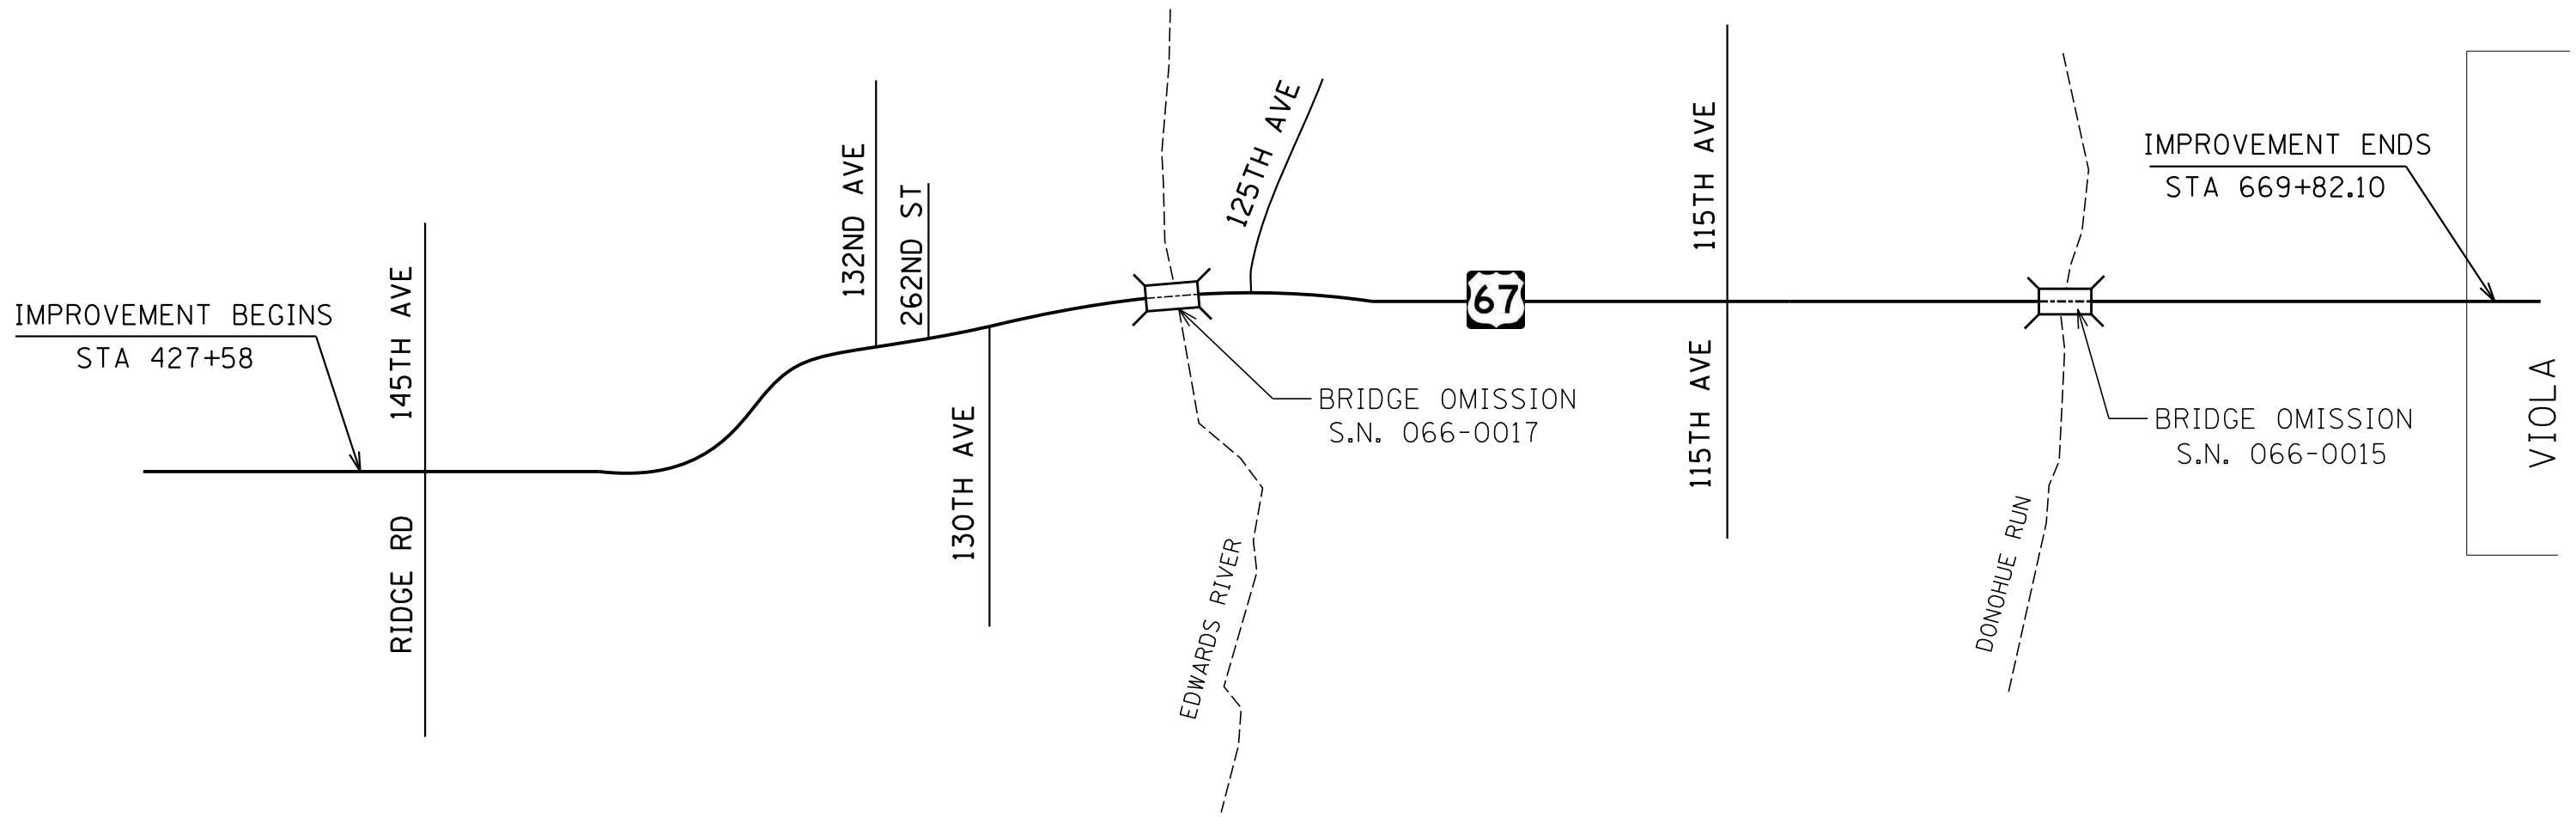 IMPROVEMENT BEGINS
STA 427+58
145TH AVE
RIDGE RD
132ND AVE
262ND ST
130TH AVE
125TH AVE
BRIDGE OMISSION
S.N. 066-0017
EDWARDS RIVER
67
115TH AVE
115TH AVE
IMPROVEMENT ENDS
STA 669+82.10
BRIDGE OMISSION
S.N. 066-0015
DONOHUE RUN
VIOLA